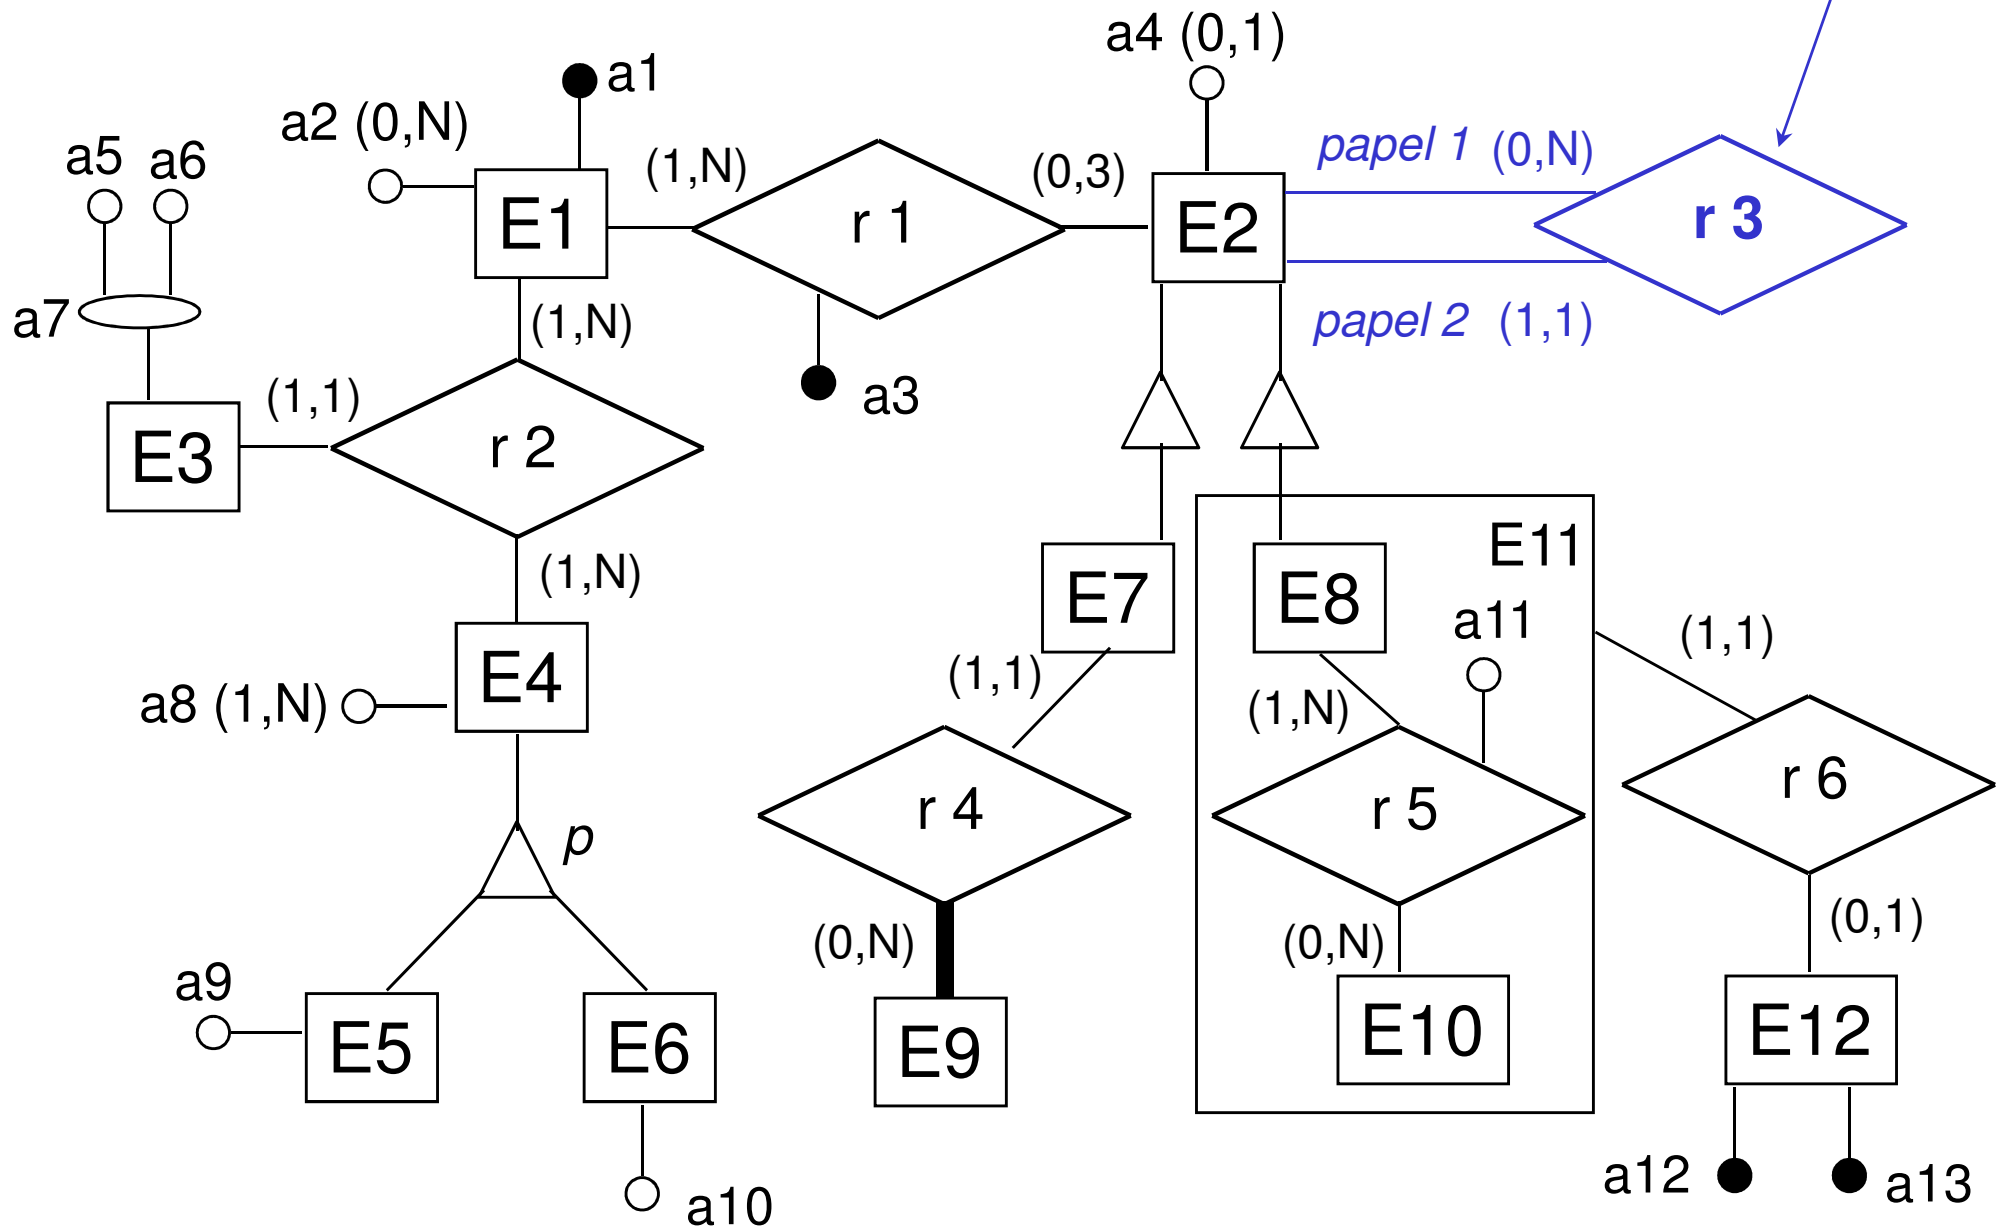 a4 (0,1)
a1
a2 (0,N)
a5 a6
(1,N)
(0,3)
papel 1 (0,N)
E1
r 1
E2
r 3
a7
(1,N)
papel 2 (1,1)
(1,1)
a3
E3
r 2
E11
(1,N)
E7
E8
a11
(1,1)
E4
(1,1)
a8 (1,N)
(1,N)
r 4
r 5
r 6
p
(0,N)
(0,N)
(0,1)
a9
E5
E6
E9
E10
E12
a12
a13
a10